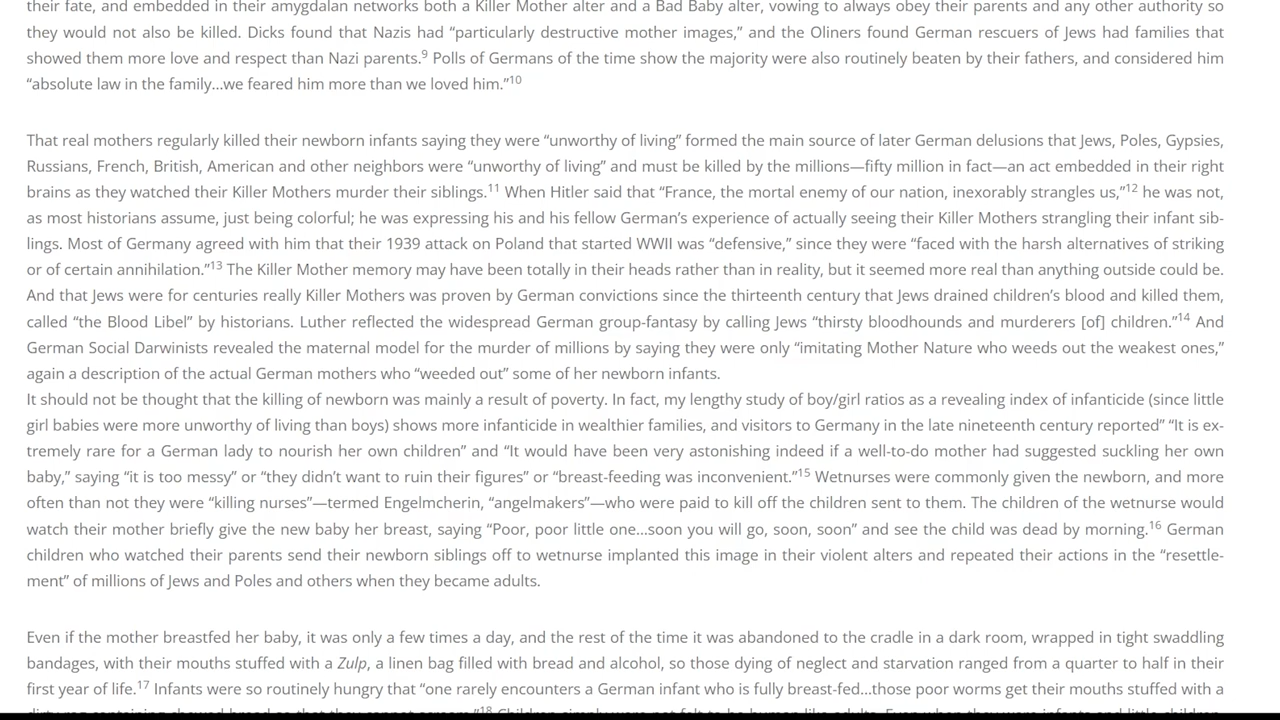 their fate, and embedded in their amygdalan networks both a Killer Mother alter and a Bad Baby alter, vowing to always obey their parents and any other authority so
they would not also be killed. Dicks found that Nazis had “particularly destructive mother images,” and the Oliners found German rescuers of Jews had families that
showed them more love and respect than Nazi parents.9 Polls of Germans of the time show the majority were also routinely beaten by their fathers, and considered him
“absolute law in the family…we feared him more than we loved him.”10
That real mothers regularly killed their newborn infants saying they were “unworthy of living” formed the main source of later German delusions that Jews, Poles, Gypsies,
Russians, French, British, American and other neighbors were “unworthy of living” and must be killed by the millions—fifty million in fact—an act embedded in their right
brains as they watched their Killer Mothers murder their siblings.11 When Hitler said that “France, the mortal enemy of our nation, inexorably strangles us,”12 he was not,
as most historians assume, just being colorful; he was expressing his and his fellow German’s experience of actually seeing their Killer Mothers strangling their infant sib-
lings. Most of Germany agreed with him that their 1939 attack on Poland that started WWII was “defensive,” since they were “faced with the harsh alternatives of striking
or of certain annihilation.”13 The Killer Mother memory may have been totally in their heads rather than in reality, but it seemed more real than anything outside could be.
And that Jews were for centuries really Killer Mothers was proven by German convictions since the thirteenth century that Jews drained children’s blood and killed them,
called “the Blood Libel” by historians. Luther reflected the widespread German group-fantasy by calling Jews “thirsty bloodhounds and murderers [of] children.”14 And
German Social Darwinists revealed the maternal model for the murder of millions by saying they were only “imitating Mother Nature who weeds out the weakest ones,”
again a description of the actual German mothers who “weeded out” some of her newborn infants.
It should not be thought that the killing of newborn was mainly a result of poverty. In fact, my lengthy study of boy/girl ratios as a revealing index of infanticide (since little
girl babies were more unworthy of living than boys) shows more infanticide in wealthier families, and visitors to Germany in the late nineteenth century reported” “It is ex-
tremely rare for a German lady to nourish her own children” and “It would have been very astonishing indeed if a well-to-do mother had suggested suckling her own
baby,” saying “it is too messy” or “they didn’t want to ruin their figures” or “breast-feeding was inconvenient.”15 Wetnurses were commonly given the newborn, and more
often than not they were “killing nurses”—termed Engelmcherin, “angelmakers”—who were paid to kill off the children sent to them. The children of the wetnurse would
watch their mother briefly give the new baby her breast, saying “Poor, poor little one…soon you will go, soon, soon” and see the child was dead by morning.16 German
children who watched their parents send their newborn siblings off to wetnurse implanted this image in their violent alters and repeated their actions in the “resettle-
ment” of millions of Jews and Poles and others when they became adults.
Even if the mother breastfed her baby, it was only a few times a day, and the rest of the time it was abandoned to the cradle in a dark room, wrapped in tight swaddling
bandages, with their mouths stuffed with a Zulp, a linen bag filled with bread and alcohol, so those dying of neglect and starvation ranged from a quarter to half in their
first year of life.17 Infants were so routinely hungry that “one rarely encounters a German infant who is fully breast-fed…those poor worms get their mouths stuffed with a